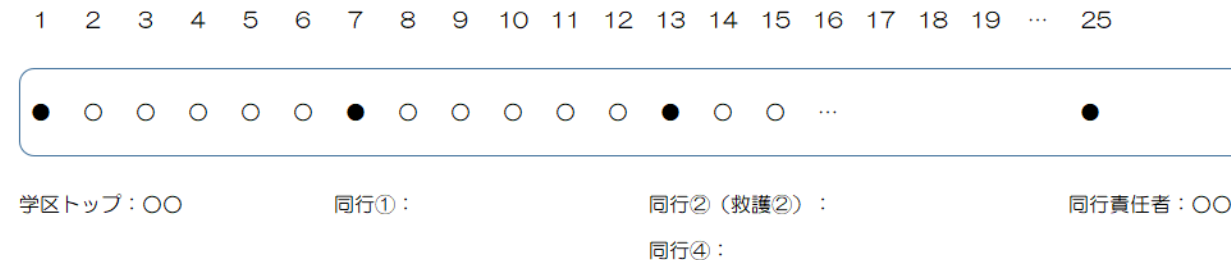 1 2 3 4 5 6 7 8 9 10 11 12 13 14 15 16 17 18 19 … 25
● ○ ○ ○ ○ ○ ● ○ ○ ○ ○ ○ ● ○ ○ … ●
学区トップ：〇〇 同行①： 同行②（救護②）： 同行責任者：〇〇
同行④：